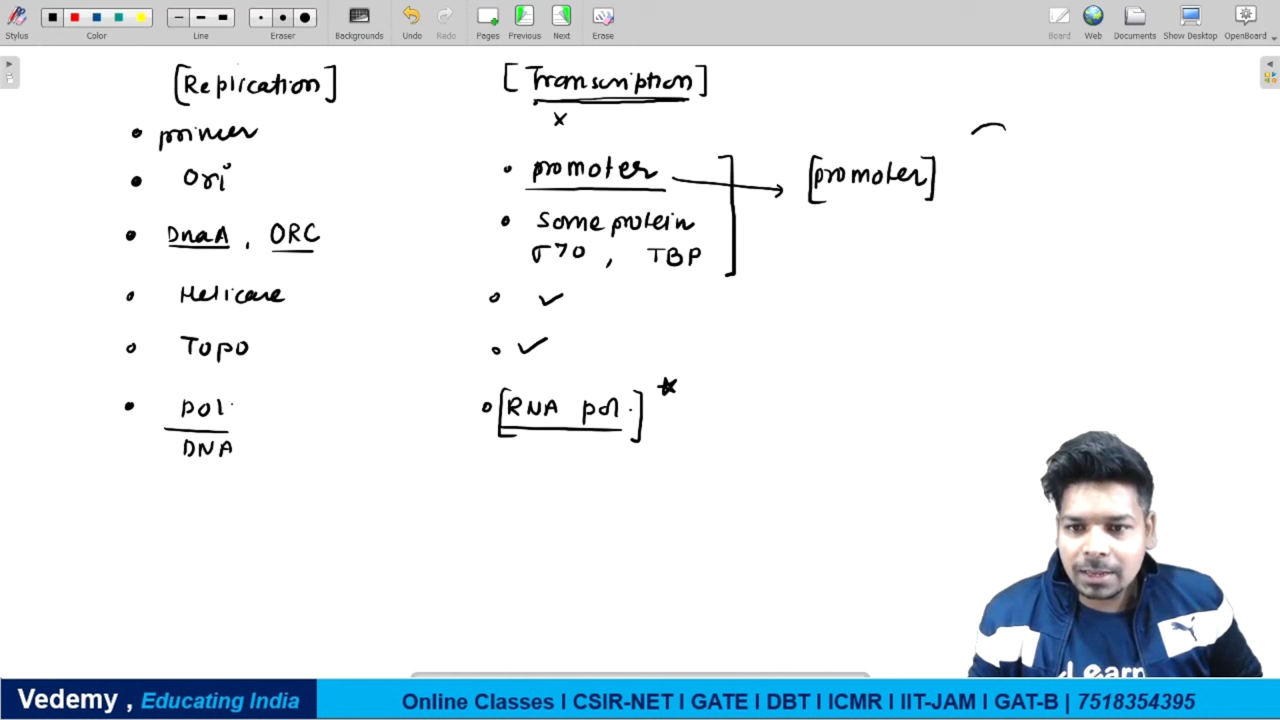 Stylus
Color
Line
Eraser
Backgrounds
Undo
Redo
Pages
Previous
Next
Erase
Board
Web
Documents
Show Desktop
OpenBoard
[Replication]
• primer
• Ori
• DnaA, ORC
• Helicase
• Topo
• pol.
DNA
[Transcription]
x
• promoter
• Some protein
σ70, TBP
• ✓
• ✓
• [RNA pol.] ★
[promoter]
Learn
Vedemy , Educating India
Online Classes I CSIR-NET I GATE I DBT I ICMR I IIT-JAM I GAT-B | 7518354395